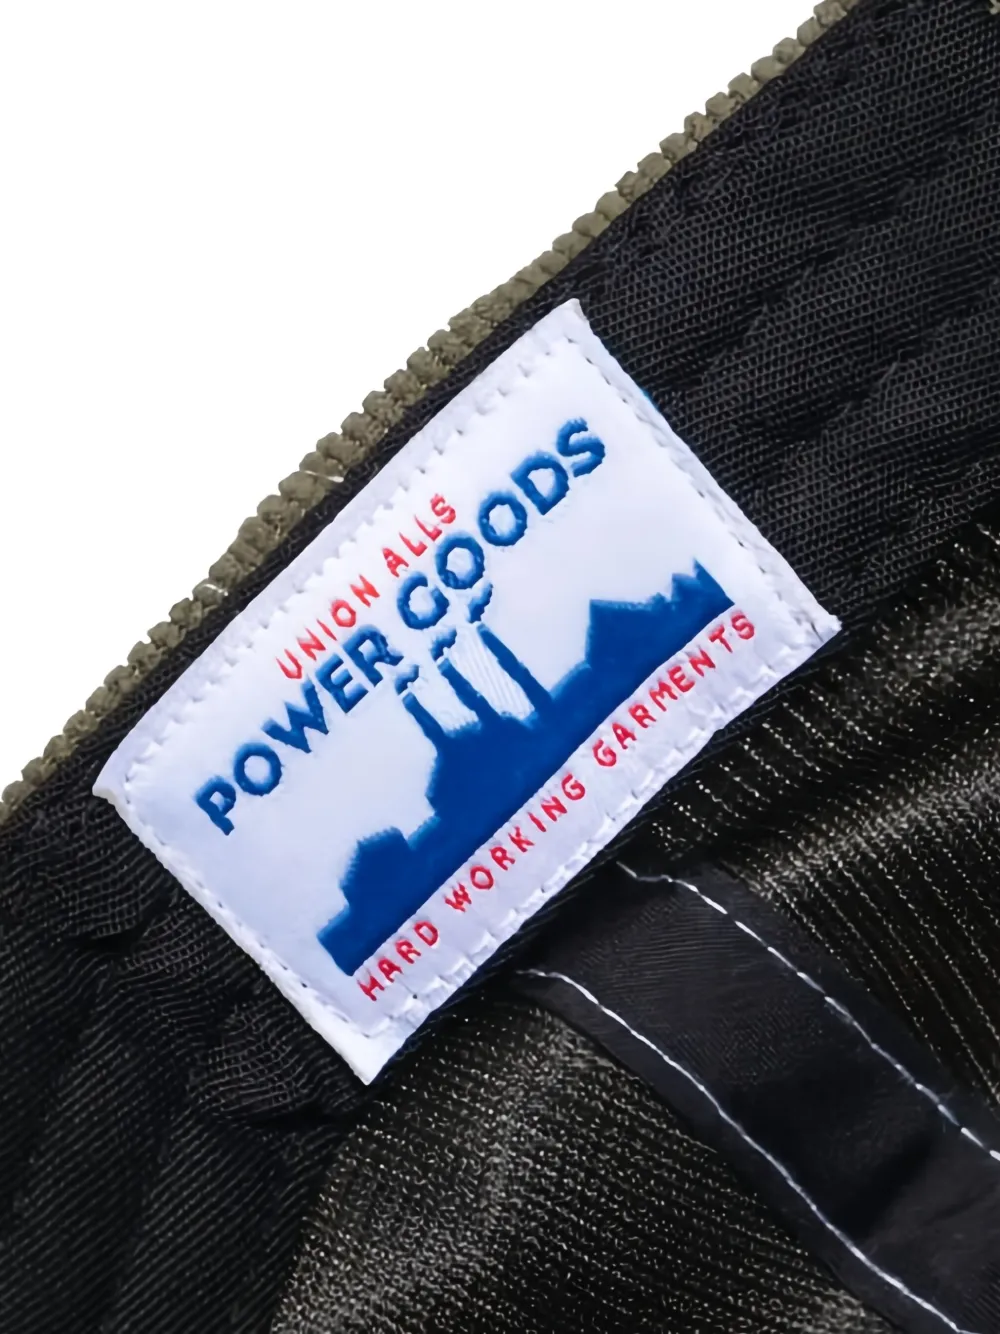 UNION ALLS
POWER GOODS
HARD WORKING GARMENTS